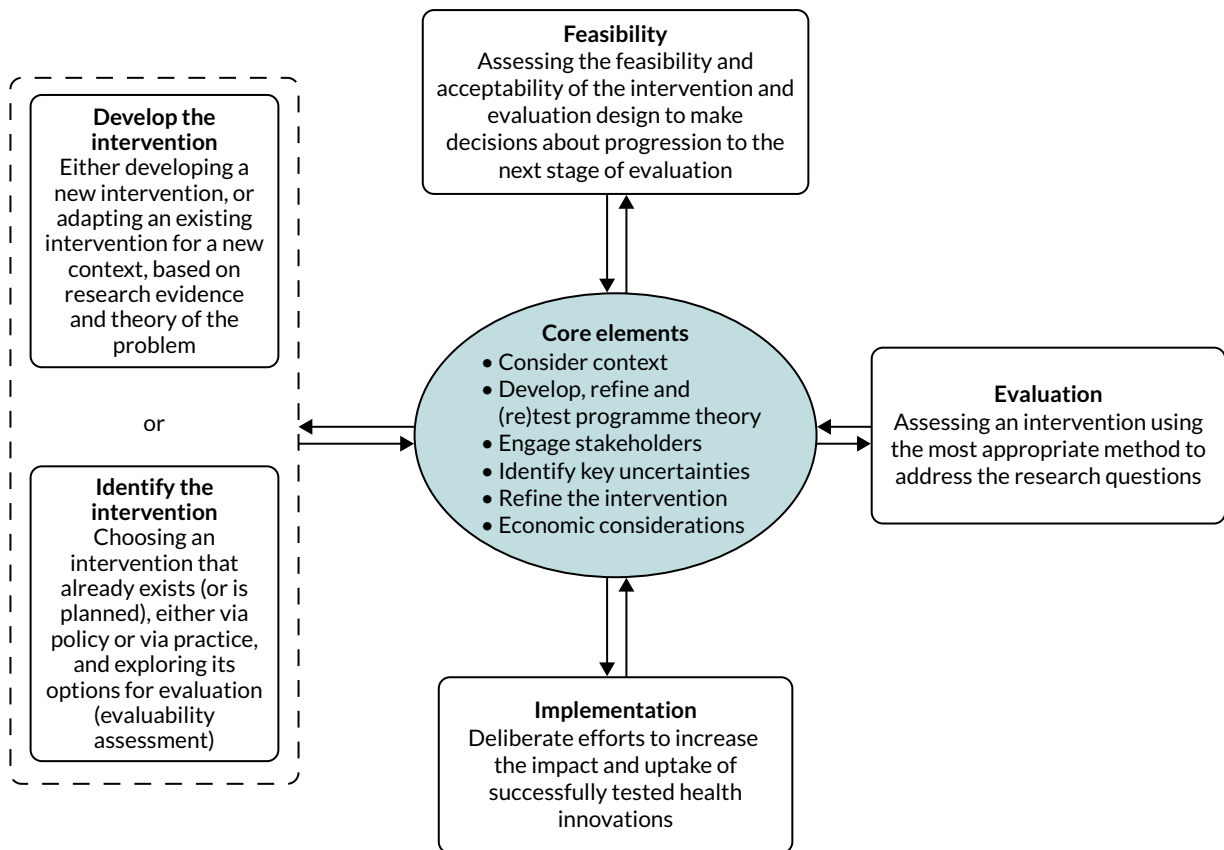 Feasibility
Assessing the feasibility and
acceptability of the intervention and
evaluation design to make
decisions about progression to the
next stage of evaluation
Develop the
intervention
Either developing a
new intervention, or
adapting an existing
intervention for a new
context, based on
research evidence
and theory of the
problem
or
Identify the
intervention
Choosing an
intervention that
already exists (or is
planned), either via
policy or via practice,
and exploring its
options for evaluation
(evaluability
assessment)
Core elements
• Consider context
• Develop, refine and
(re)test programme theory
• Engage stakeholders
• Identify key uncertainties
• Refine the intervention
• Economic considerations
Evaluation
Assessing an intervention using
the most appropriate method to
address the research questions
Implementation
Deliberate efforts to increase
the impact and uptake of
successfully tested health
innovations